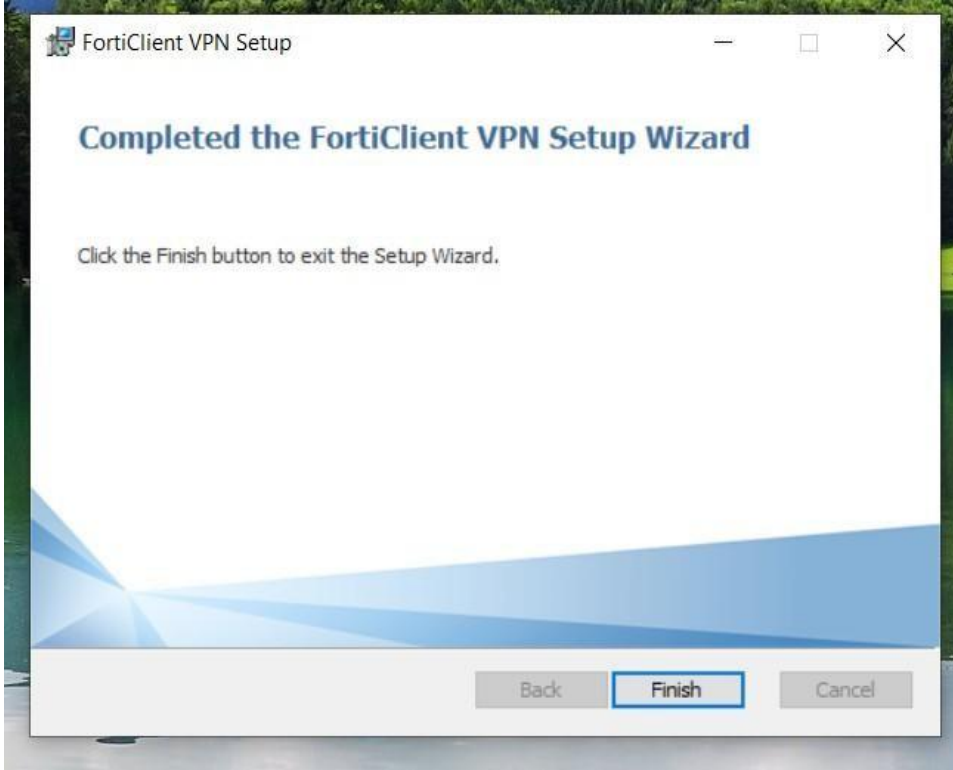 FortiClient VPN Setup
Completed the FortiClient VPN Setup Wizard
Click the Finish button to exit the Setup Wizard.
Back Finish Cancel